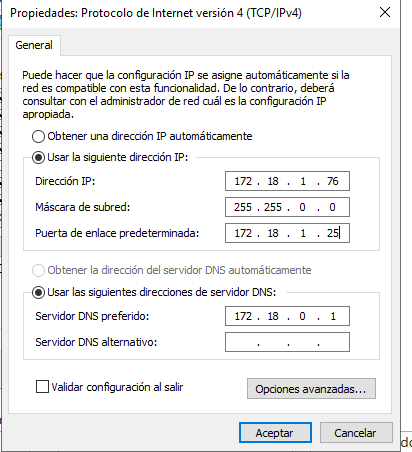 Propiedades: Protocolo de Internet versión 4 (TCP/IPv4)
General
Puede hacer que la configuración IP se asigne automáticamente si la
red es compatible con esta funcionalidad. De lo contrario, deberá
consultar con el administrador de red cuál es la configuración IP
apropiada.
Obtener una dirección IP automáticamente
Usar la siguiente dirección IP:
Dirección IP: 172 . 18 . 1 . 76
Máscara de subred: 255 . 255 . 0 . 0
Puerta de enlace predeterminada: 172 . 18 . 1 . 25
Obtener la dirección del servidor DNS automáticamente
Usar las siguientes direcciones de servidor DNS:
Servidor DNS preferido: 172 . 18 . 0 . 1
Servidor DNS alternativo: . . .
Validar configuración al salir
Opciones avanzadas...
Aceptar
Cancelar